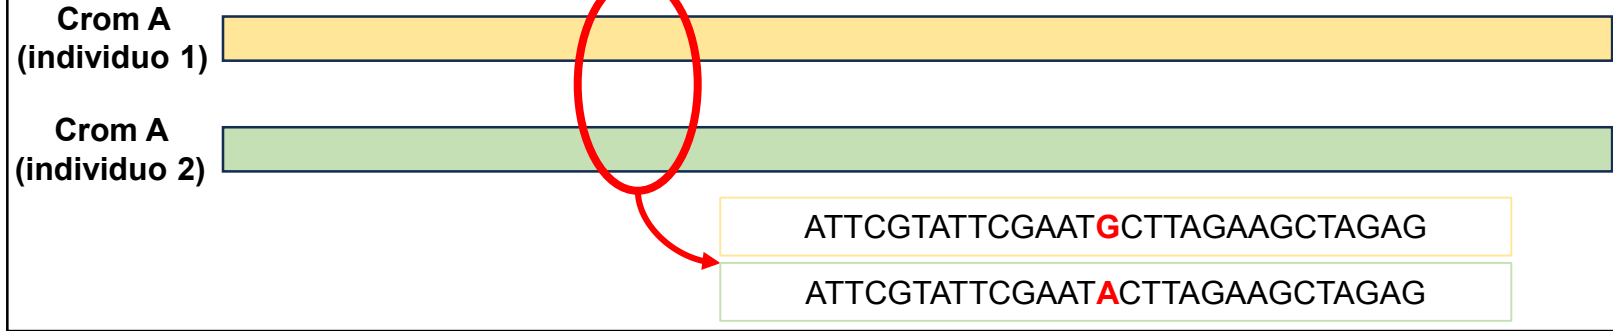 Crom A
(individuo 1)
Crom A
(individuo 2)
ATTCGTATTCGAATGCTTAGAAGCTAGAG
ATTCGTATTCGAATACTTAGAAGCTAGAG